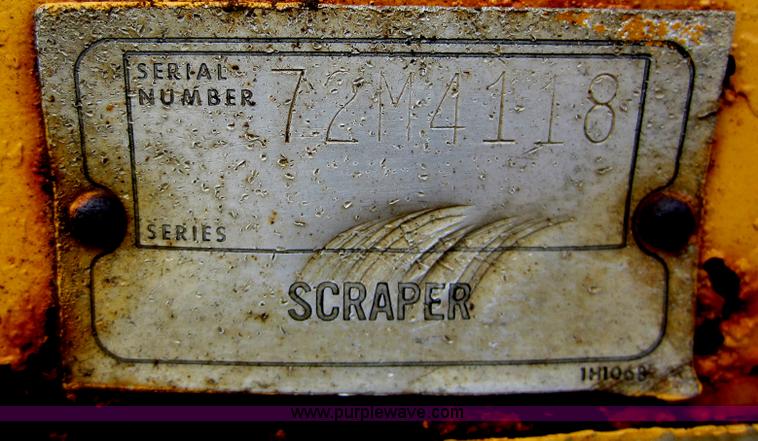 SERIAL
NUMBER 72M4118
SERIES
SCRAPER
1H1068
www.purplewave.com